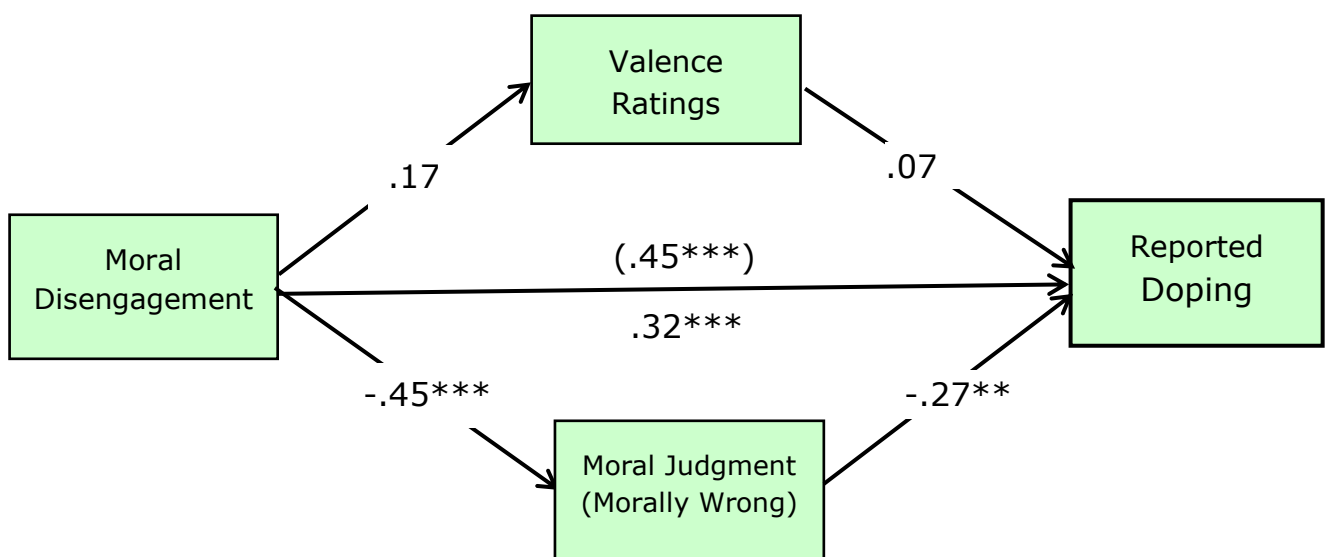 Valence
Ratings
.17
.07
Moral
Disengagement
(.45***)
.32***
Reported
Doping
-.45***
-.27**
Moral Judgment
(Morally Wrong)